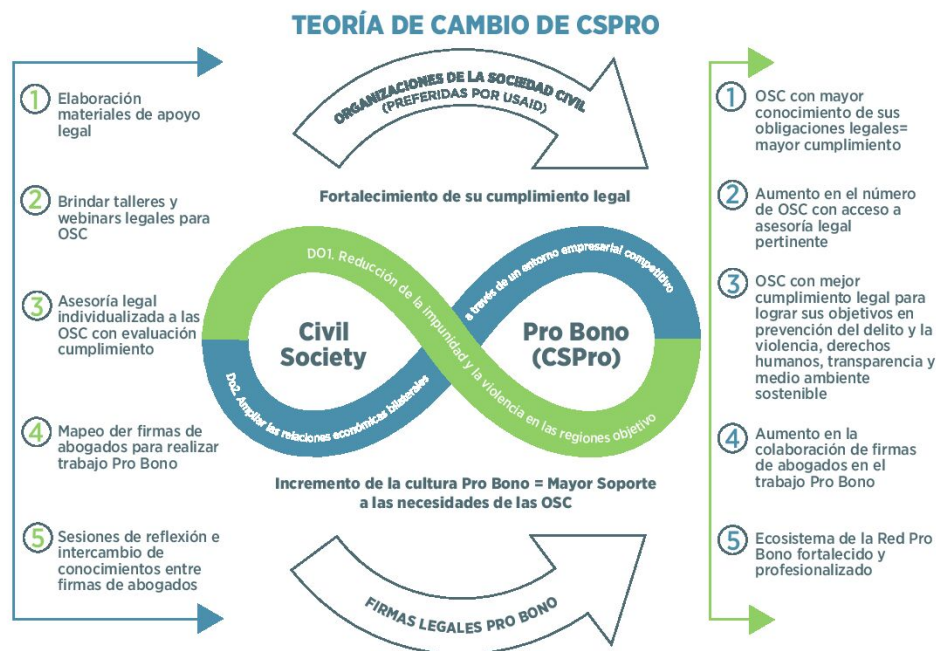 TEORÍA DE CAMBIO DE CSPRO
1 Elaboración
materiales de apoyo
legal
2 Brindar talleres y
webinars legales para
OSC
3 Asesoría legal
individualizada a las
OSC con evaluación
cumplimiento
4 Mapeo der firmas de
abogados para realizar
trabajo Pro Bono
5 Sesiones de reflexión e
intercambio de
conocimientos entre
firmas de abogados
ORGANIZACIONES DE LA SOCIEDAD CIVIL
(PREFERIDAS POR USAID)
Fortalecimiento de su cumplimiento legal
DO1. Reducción de la impunidad y la violencia en las regiones objetivo
Do2. Ampliar las relaciones económicas bilaterales
a través de un entorno empresarial competitivo
Civil
Society
Pro Bono
(CSPro)
Incremento de la cultura Pro Bono = Mayor Soporte
a las necesidades de las OSC
FIRMAS LEGALES PRO BONO
1 OSC con mayor
conocimiento de sus
obligaciones legales=
mayor cumplimiento
2 Aumento en el número
de OSC con acceso a
asesoría legal
pertinente
3 OSC con mejor
cumplimiento legal para
lograr sus objetivos en
prevención del delito y la
violencia, derechos
humanos, transparencia y
medio ambiente
sostenible
4 Aumento en la
colaboración de firmas
de abogados en el
trabajo Pro Bono
5 Ecosistema de la Red Pro
Bono fortalecido y
profesionalizado